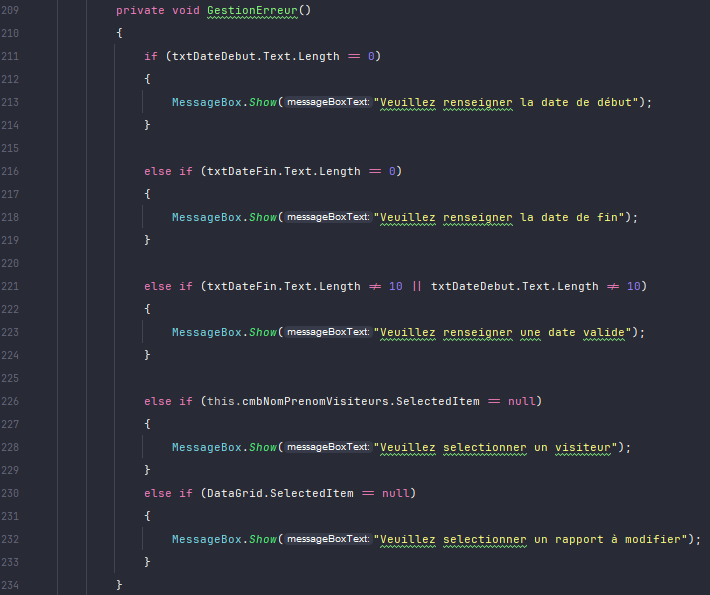 209 private void GestionErreur()
210 {
211 if (txtDateDebut.Text.Length == 0)
212 {
213 MessageBox.Show( messageBoxText: "Veuillez renseigner la date de début");
214 }
215
216 else if (txtDateFin.Text.Length == 0)
217 {
218 MessageBox.Show( messageBoxText: "Veuillez renseigner la date de fin");
219 }
220
221 else if (txtDateFin.Text.Length ≠ 10 || txtDateDebut.Text.Length ≠ 10)
222 {
223 MessageBox.Show( messageBoxText: "Veuillez renseigner une date valide");
224 }
225
226 else if (this.cmbNomPrenomVisiteurs.SelectedItem == null)
227 {
228 MessageBox.Show( messageBoxText: "Veuillez selectionner un visiteur");
229 }
230 else if (DataGrid.SelectedItem == null)
231 {
232 MessageBox.Show( messageBoxText: "Veuillez selectionner un rapport à modifier");
233 }
234 }